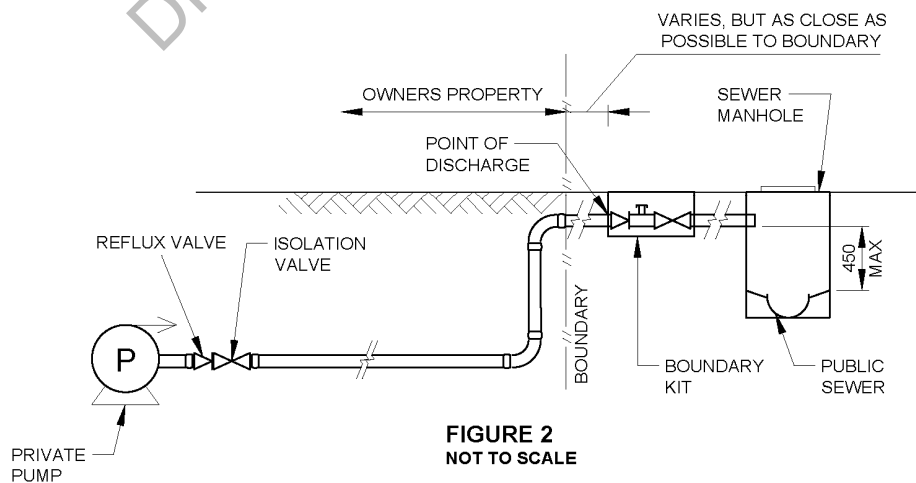 VARIES, BUT AS CLOSE AS
POSSIBLE TO BOUNDARY
OWNERS PROPERTY
SEWER
MANHOLE
POINT OF
DISCHARGE
REFLUX VALVE
ISOLATION
VALVE
450
MAX
P
BOUNDARY
BOUNDARY
KIT
PUBLIC
SEWER
PRIVATE
PUMP
FIGURE 2
NOT TO SCALE